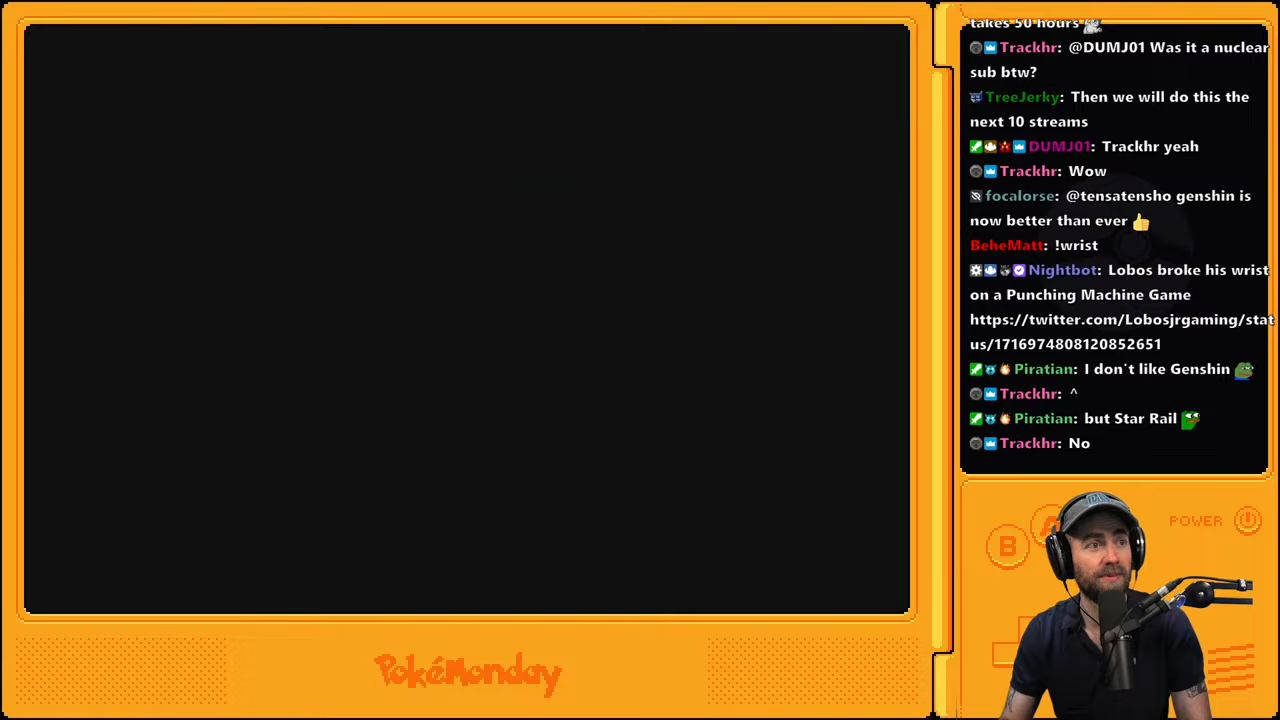 takes 50 hours
Trackhr: @DUMJ01 Was it a nuclear
sub btw?
TreeJerky: Then we will do this the
next 10 streams
DUMJ01: Trackhr yeah
Trackhr: Wow
focalorse: @tensatensho genshin is
now better than ever
BeheMatt: !wrist
Nightbot: Lobos broke his wrist
on a Punching Machine Game
https://twitter.com/Lobosjrgaming/stat
us/1716974808120852651
Piratian: I don't like Genshin
Trackhr: ^
Piratian: but Star Rail
Trackhr: No
POWER
A
B
PokéMonday